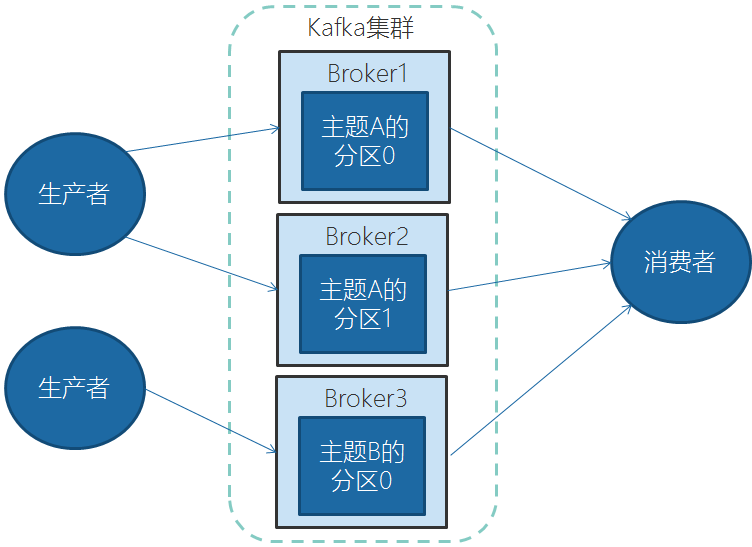 Kafka集群
Broker1
主题A的
分区0
生产者
Broker2
主题A的
分区1
消费者
生产者
Broker3
主题B的
分区0